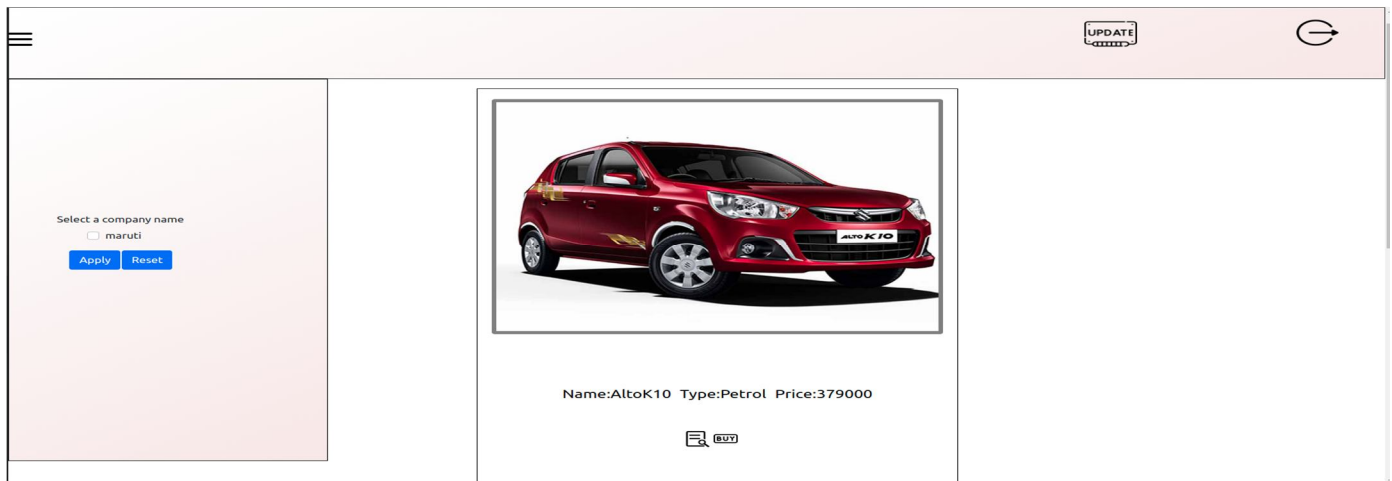 UPDATE
Select a company name
maruti
Apply Reset
ALTO K10
Name:AltoK10 Type:Petrol Price:379000
BUY